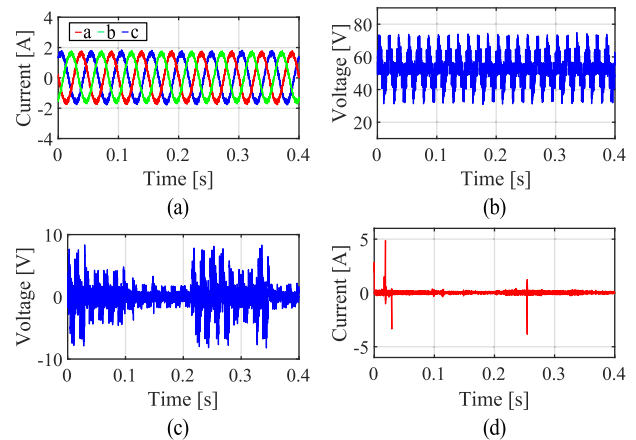 a b c
Current [A]
4
2
0
-2
-4
0 0.1 0.2 0.3 0.4
Time [s]
(a)
Voltage [V]
80
60
40
20
0 0.1 0.2 0.3 0.4
Time [s]
(b)
Voltage [V]
10
0
-10
0 0.1 0.2 0.3 0.4
Time [s]
(c)
Current [A]
5
0
-5
0 0.1 0.2 0.3 0.4
Time [s]
(d)